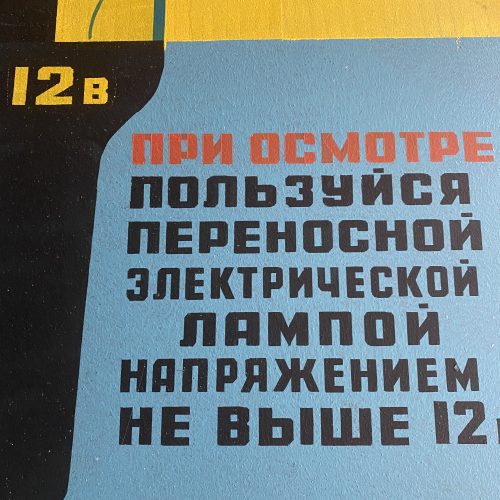 12В
ПРИ ОСМОТРЕ
ПОЛЬЗУЙСЯ
ПЕРЕНОСНОЙ
ЭЛЕКТРИЧЕСКОЙ
ЛАМПОЙ
НАПРЯЖЕНИЕМ
НЕ ВЫШЕ 12